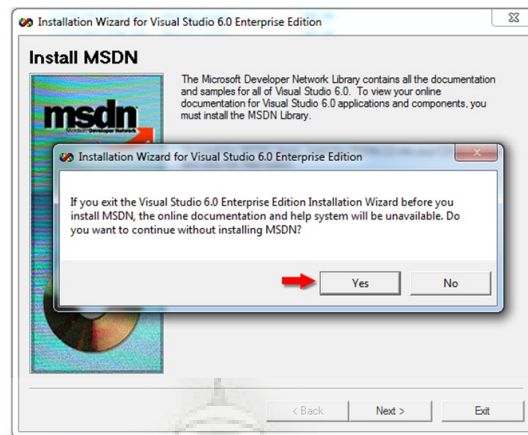 Installation Wizard for Visual Studio 6.0 Enterprise Edition
Install MSDN
The Microsoft Developer Network Library contains all the documentation
and samples for all of Visual Studio 6.0. To view your online
documentation for Visual Studio 6.0 applications and components, you
must install the MSDN Library.
msdn
Microsoft Developer Network
Installation Wizard for Visual Studio 6.0 Enterprise Edition
If you exit the Visual Studio 6.0 Enterprise Edition Installation Wizard before you
install MSDN, the online documentation and help system will be unavailable. Do
you want to continue without installing MSDN?
Yes
No
< Back
Next >
Exit